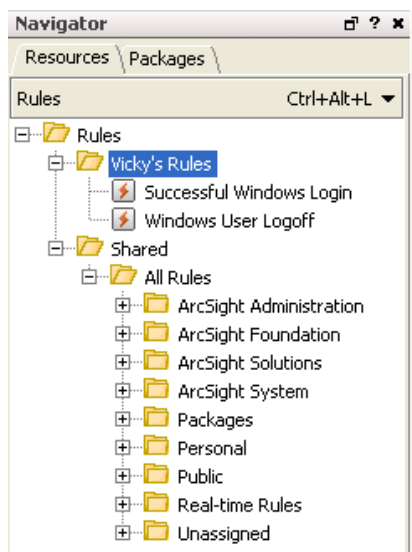 Navigator ?
Resources Packages
Rules Ctrl+Alt+L
Rules
Vicky's Rules
Successful Windows Login
Windows User Logoff
Shared
All Rules
ArcSight Administration
ArcSight Foundation
ArcSight Solutions
ArcSight System
Packages
Personal
Public
Real-time Rules
Unassigned